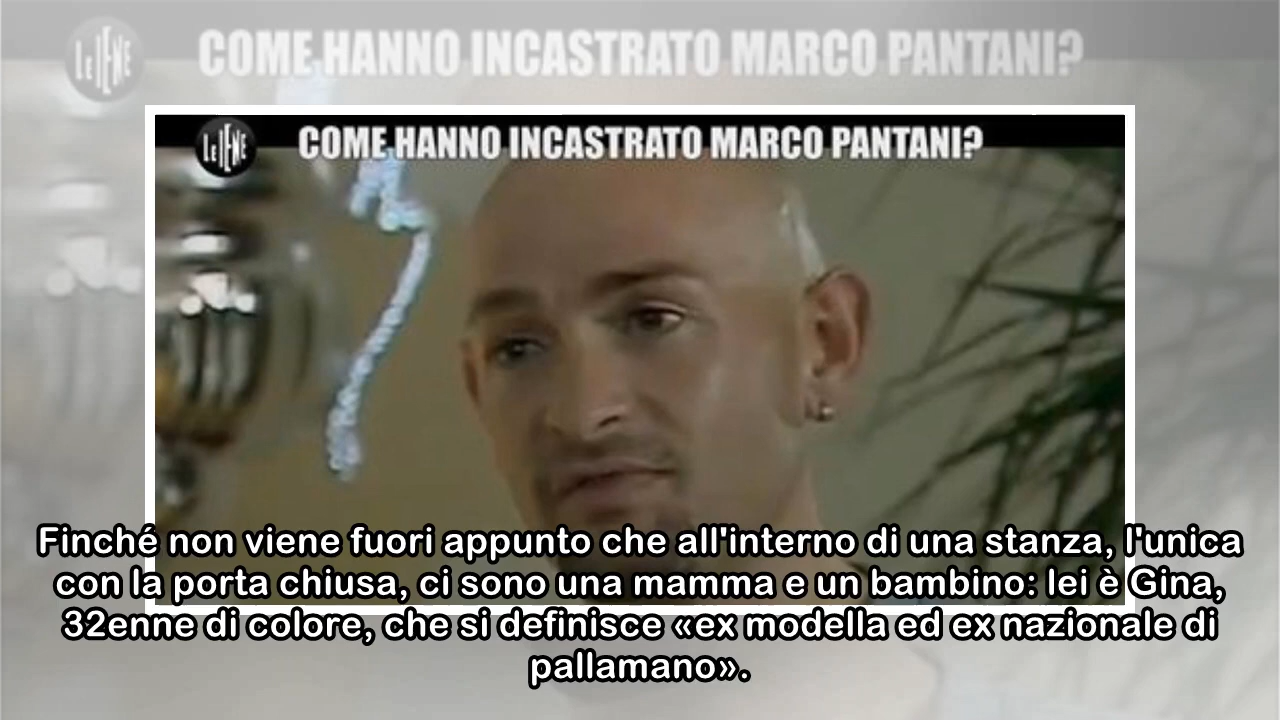 LE IENE COME HANNO INCASTRATO MARCO PANTANI?
LE IENE COME HANNO INCASTRATO MARCO PANTANI?
Finché non viene fuori appunto che all'interno di una stanza, l'unica
con la porta chiusa, ci sono una mamma e un bambino: lei è Gina,
32enne di colore, che si definisce «ex modella ed ex nazionale di
pallamano».